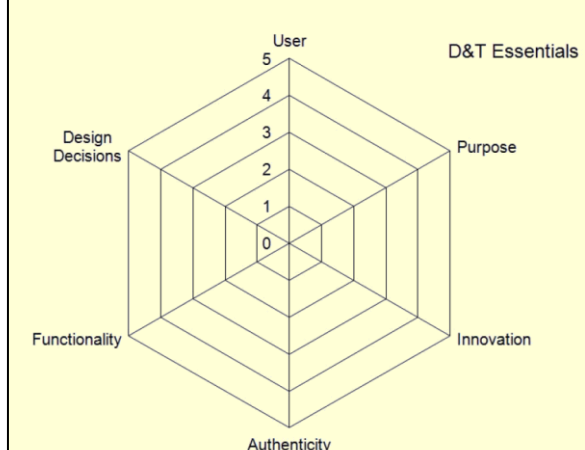 User
D&T Essentials
5
4
3
2
1
0
Design
Decisions
Purpose
Functionality
Innovation
Authenticity